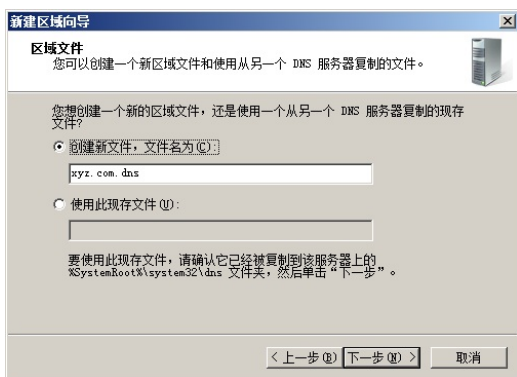 新建区域向导
区域文件
您可以创建一个新区域文件和使用从另一个 DNS 服务器复制的文件。
您想创建一个新的区域文件，还是使用一个从另一个 DNS 服务器复制的现存
文件?
创建新文件，文件名为(C):
xyz.com.dns
使用此现存文件(U):
要使用此现存文件，请确认它已经被复制到该服务器上的
%SystemRoot%\system32\dns 文件夹，然后单击“下一步”。
< 上一步(B) 下一步(N) > 取消